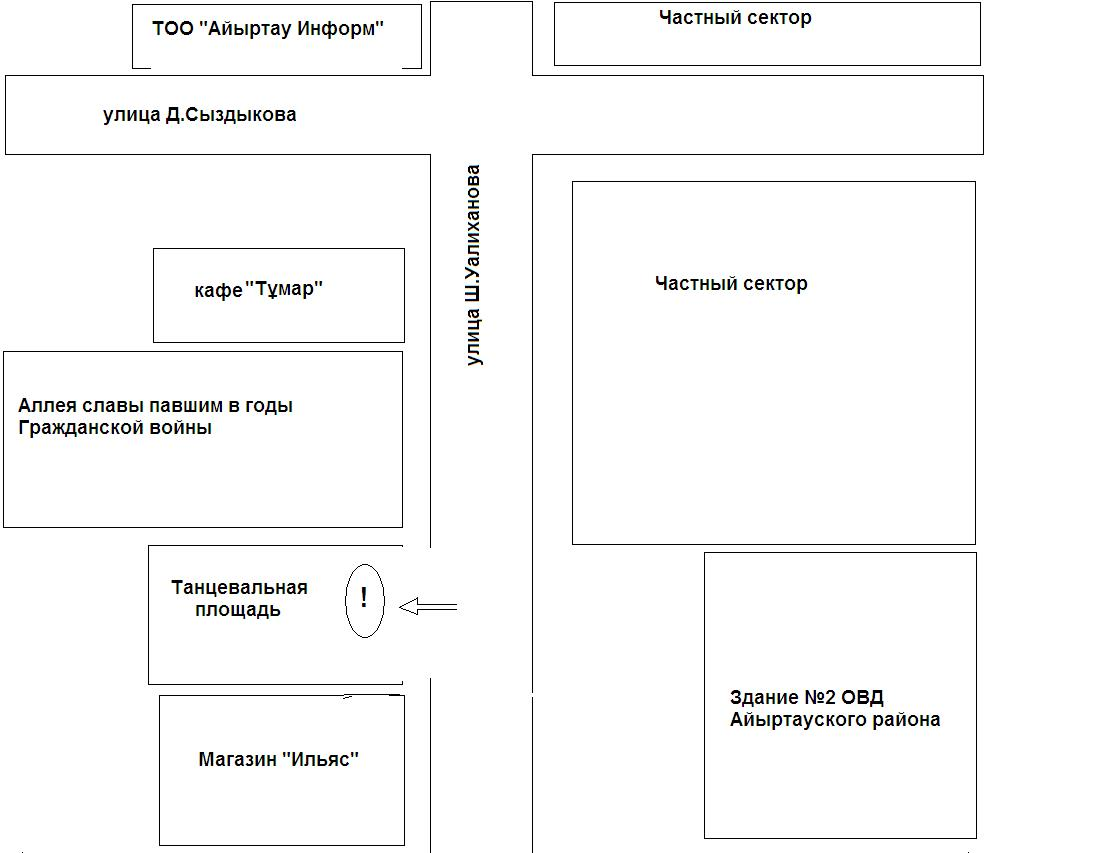 ТОО "Айыртау Информ"
Частный сектор
улица Д.Сыздыкова
улица Ш.Уалиханова
кафе "Тұмар"
Частный сектор
Аллея славы павшим в годы
Гражданской войны
Танцевальная
площадь
!
Здание №2 ОВД
Айыртауского района
Магазин "Ильяс"